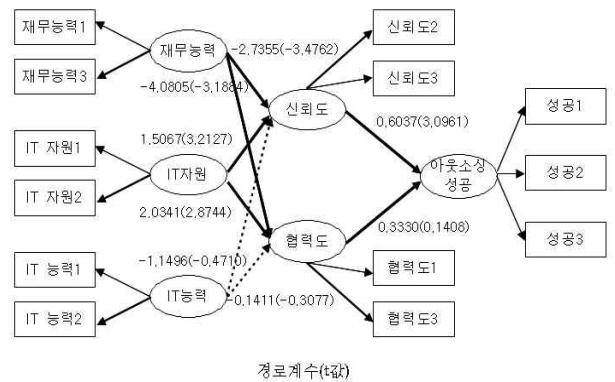 재무능력1
재무능력3
재무능력
-2,7355(-3,4762)
-4,0805(-3,1884)
신뢰도2
신뢰도3
신뢰도
IT 자원1
IT 자원2
1,5067(3,2127)
IT자원
2,0341(2,8744)
0,6037(3,0961)
아웃소싱
성공
성공1
성공2
성공3
0,3330(0,1408)
협력도
협력도1
협력도3
IT 능력1
IT 능력2
-1,1496(-0,4710)
IT능력
-0,1411(-0,3077)
경로계수(t값)